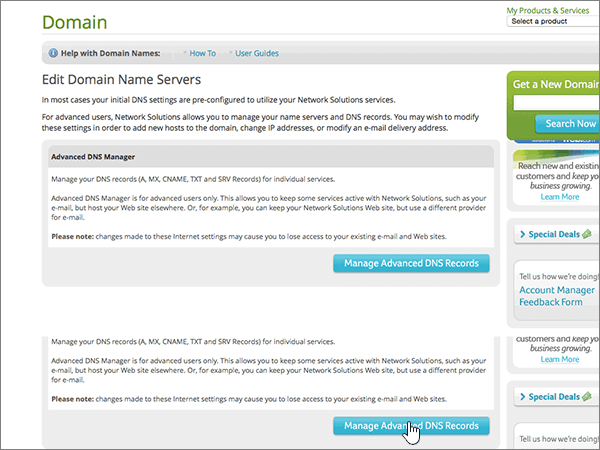 My Products & Services
Domain
Select a product
Help with Domain Names:
How To
User Guides
Edit Domain Name Servers
In most cases your initial DNS settings are pre-configured to utilize your Network Solutions services.
For advanced users, Network Solutions allows you to manage your name servers and DNS records. You may wish to modify
these settings in order to add new hosts to the domain, change IP addresses, or modify an e-mail delivery address.
Advanced DNS Manager
Manage your DNS records (A, MX, CNAME, TXT and SRV Records) for individual services.
Advanced DNS Manager is for advanced users only. This allows you to keep some services active with Network Solutions, such as your
e-mail, but host your Web site elsewhere. Or, for example, you can keep your Network Solutions Web site, but use a different provider
for e-mail.
Please note: changes made to these Internet settings may cause you to lose access to your existing e-mail and Web sites.
Manage Advanced DNS Records
Get a New Domain
Search Now
Reach new and existing
customers and keep yo
business growing.
Learn More
Special Deals
Tell us how we're doing!
Account Manager
Feedback Form
Manage your DNS records (A, MX, CNAME, TXT and SRV Records) for individual services.
Advanced DNS Manager is for advanced users only. This allows you to keep some services active with Network Solutions, such as your
e-mail, but host your Web site elsewhere. Or, for example, you can keep your Network Solutions Web site, but use a different provider
for e-mail.
Please note: changes made to these Internet settings may cause you to lose access to your existing e-mail and Web sites.
Manage Advanced DNS Records
customers and keep yo
business growing.
Learn More
Special Deals
Tell us how we're doing!